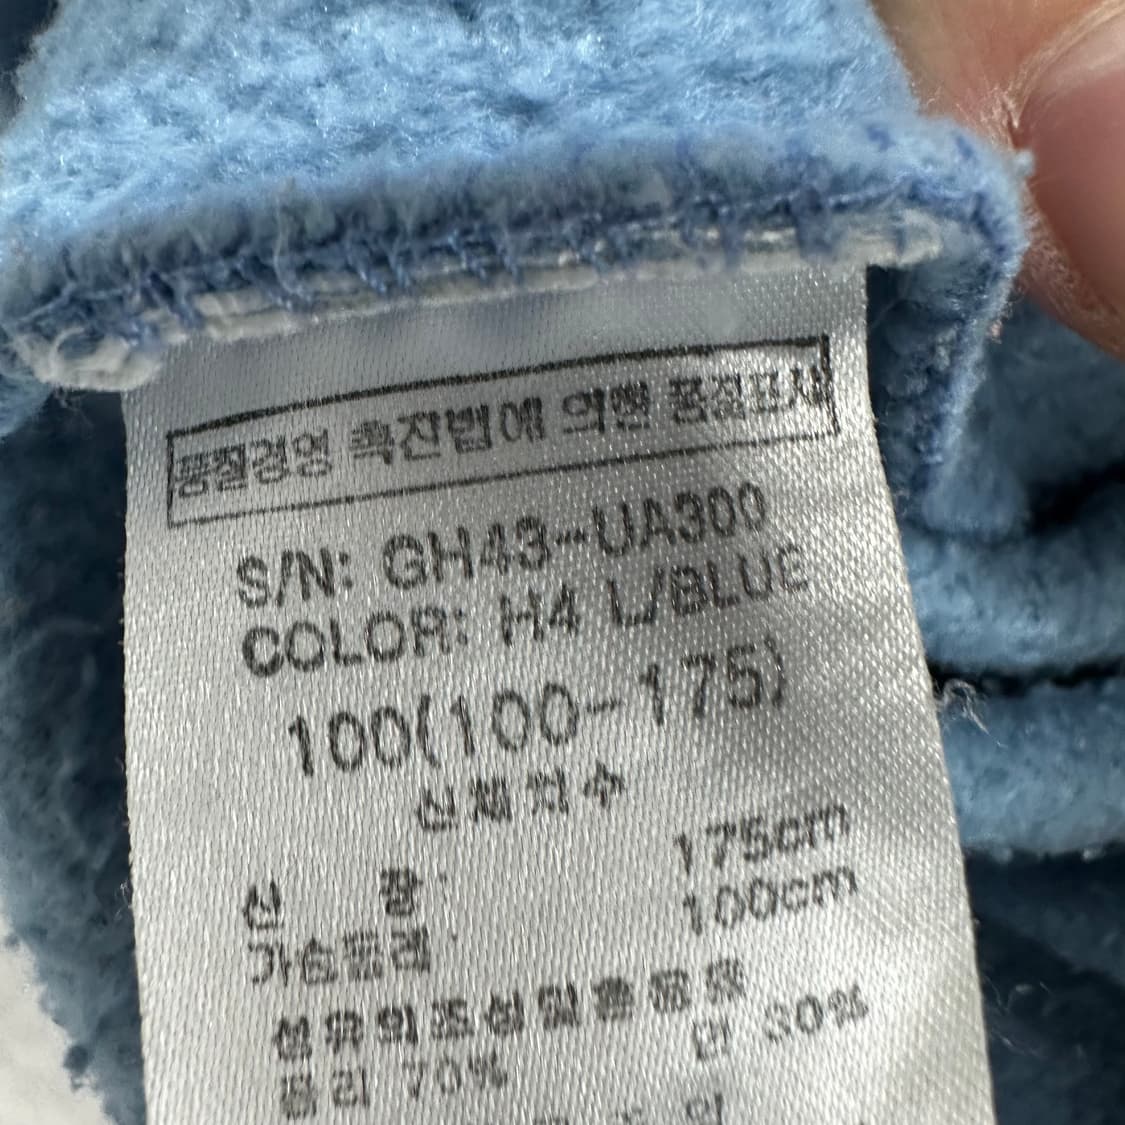 품질경영 촉진법에 의한 품질표시
S/N: GH43-UA300
COLOR: H4 L/BLUE
100(100-175)
신체치수
신 장: 175cm
가슴둘레: 100cm
섬유의조성및혼용율
폴리 70% 면 30%